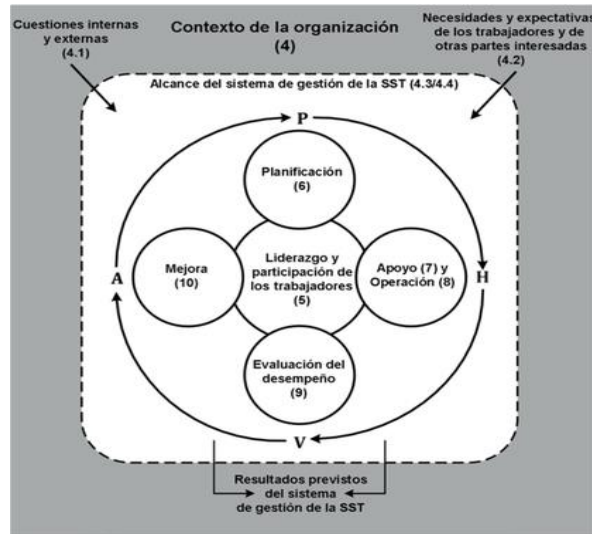 Cuestiones internas
y externas
(4.1)
Contexto de la organización
(4)
Necesidades y expectativas
de los trabajadores y de
otras partes interesadas
(4.2)
Alcance del sistema de gestión de la SST (4.3/4.4)
P
Planificación
(6)
A
Mejora
(10)
Liderazgo y
participación de
los trabajadores
(5)
Apoyo (7) y
Operación (8)
H
Evaluación del
desempeño
(9)
V
Resultados previstos
del sistema
de gestión de la SST